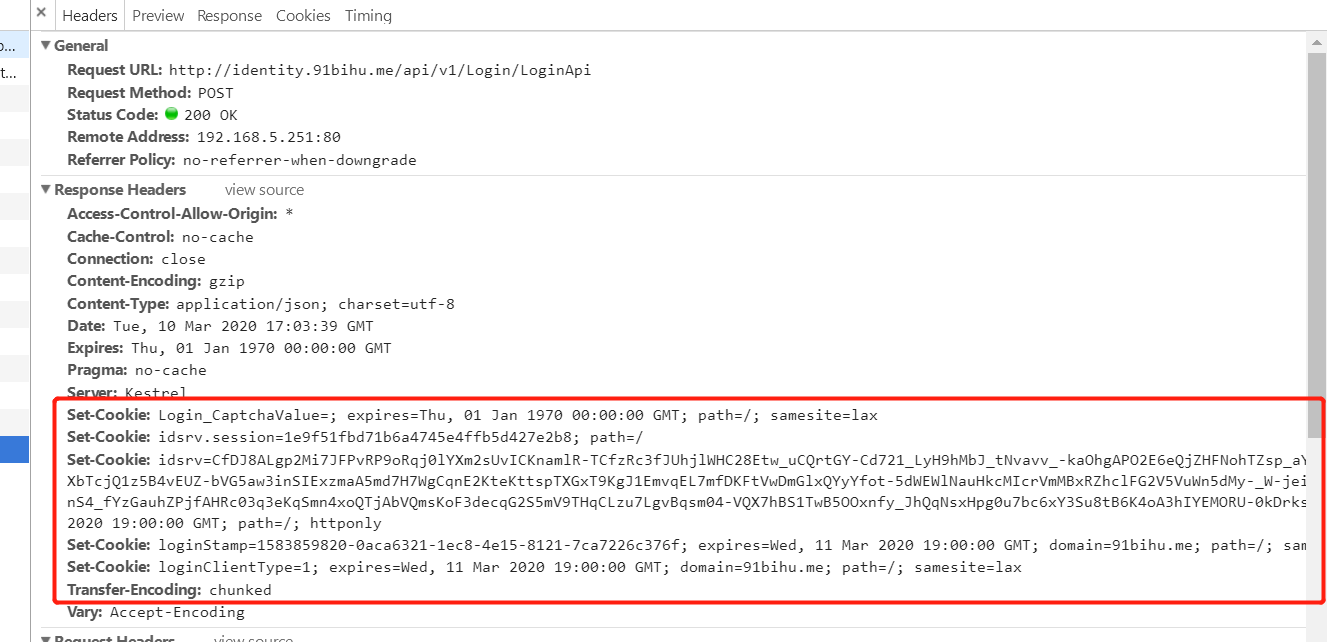 × Headers Preview Response Cookies Timing
▼ General
Request URL: http://identity.91bihu.me/api/v1/Login/LoginApi
Request Method: POST
Status Code: 200 OK
Remote Address: 192.168.5.251:80
Referrer Policy: no-referrer-when-downgrade
▼ Response Headers view source
Access-Control-Allow-Origin: *
Cache-Control: no-cache
Connection: close
Content-Encoding: gzip
Content-Type: application/json; charset=utf-8
Date: Tue, 10 Mar 2020 17:03:39 GMT
Expires: Thu, 01 Jan 1970 00:00:00 GMT
Pragma: no-cache
Server: Kestrel
Set-Cookie: Login_CaptchaValue=; expires=Thu, 01 Jan 1970 00:00:00 GMT; path=/; samesite=lax
Set-Cookie: idsrv.session=1e9f51fbd71b6a4745e4ffb5d427e2b8; path=/
Set-Cookie: idsrv=CfDJ8ALgp2Mi7JFPvRP9oRqj0lYXm2sUvICKnamlR-TCfzRc3fJUhjlWHC28Etw_uCQrtGY-Cd721_LyH9hMbJ_tNvavv_-kaOhgAPO2E6eQjZHFNohTZsp_aY
XbTcjQ1z5B4vEUZ-bVG5aw3inSIExzmaA5md7H7WgCqnE2KteKttspTXGxT9KgJ1EmvqEL7mfDKFtVwDmGlxQYyYfot-5dWEWlNauHkcMIcrVmMBxRZhclFG2V5VuWn5dMy-_W-jei
nS4_fYzGauhZPjfAHRc03q3eKqSmn4xoQTjAbVQmsKoF3decqG2S5mV9THqCLzu7LgvBqsm04-VQX7hBS1TwB5OOxnfy_JhQqNsxHpg0u7bc6xY3Su8tB6K4oA3hIYEMORU-0kDrks
2020 19:00:00 GMT; path=/; httponly
Set-Cookie: loginStamp=1583859820-0aca6321-1ec8-4e15-8121-7ca7226c376f; expires=Wed, 11 Mar 2020 19:00:00 GMT; domain=91bihu.me; path=/; sam
Set-Cookie: loginClientType=1; expires=Wed, 11 Mar 2020 19:00:00 GMT; domain=91bihu.me; path=/; samesite=lax
Transfer-Encoding: chunked
Vary: Accept-Encoding
▼ Request Headers view source